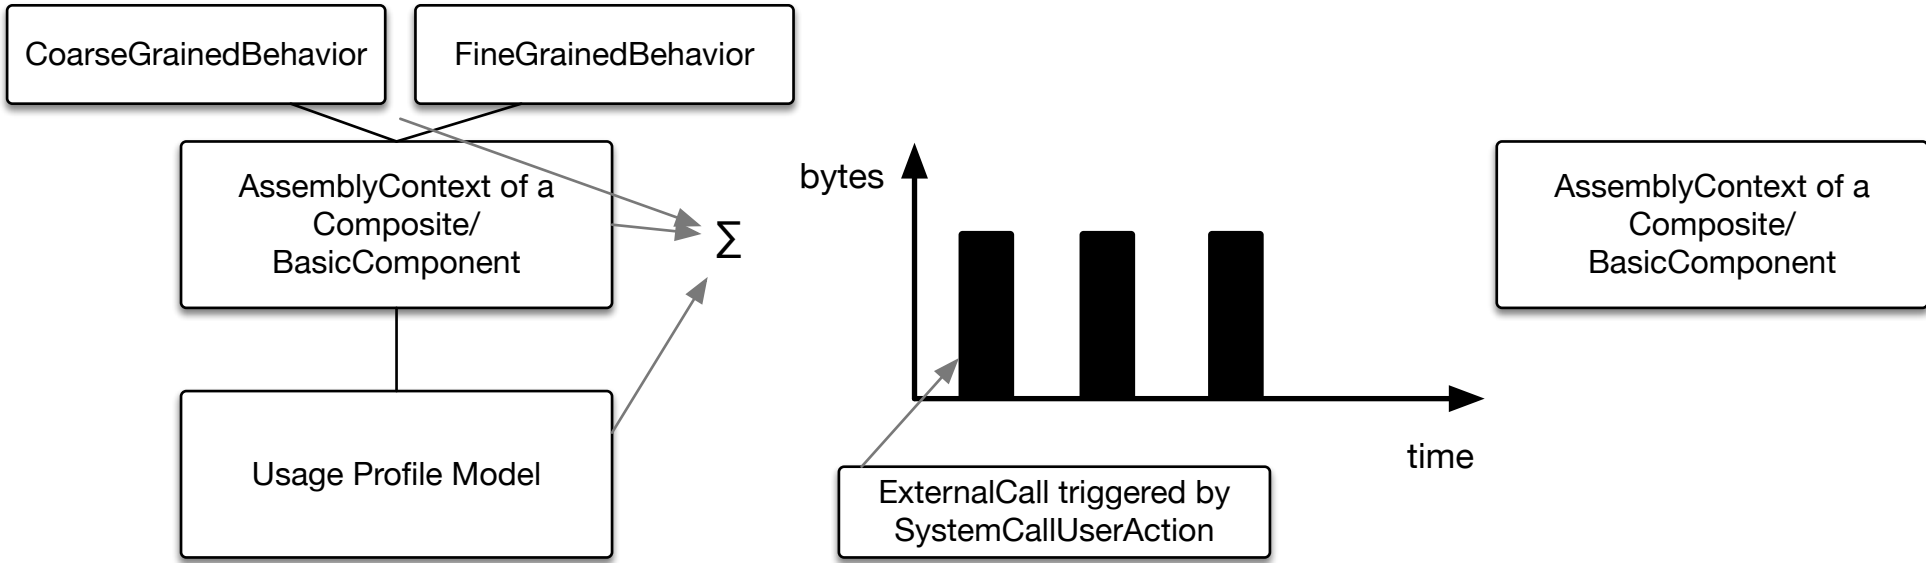 CoarseGrainedBehavior
FineGrainedBehavior
AssemblyContext of a
Composite/
BasicComponent
Usage Profile Model
∑
bytes
time
ExternalCall triggered by
SystemCallUserAction
AssemblyContext of a
Composite/
BasicComponent